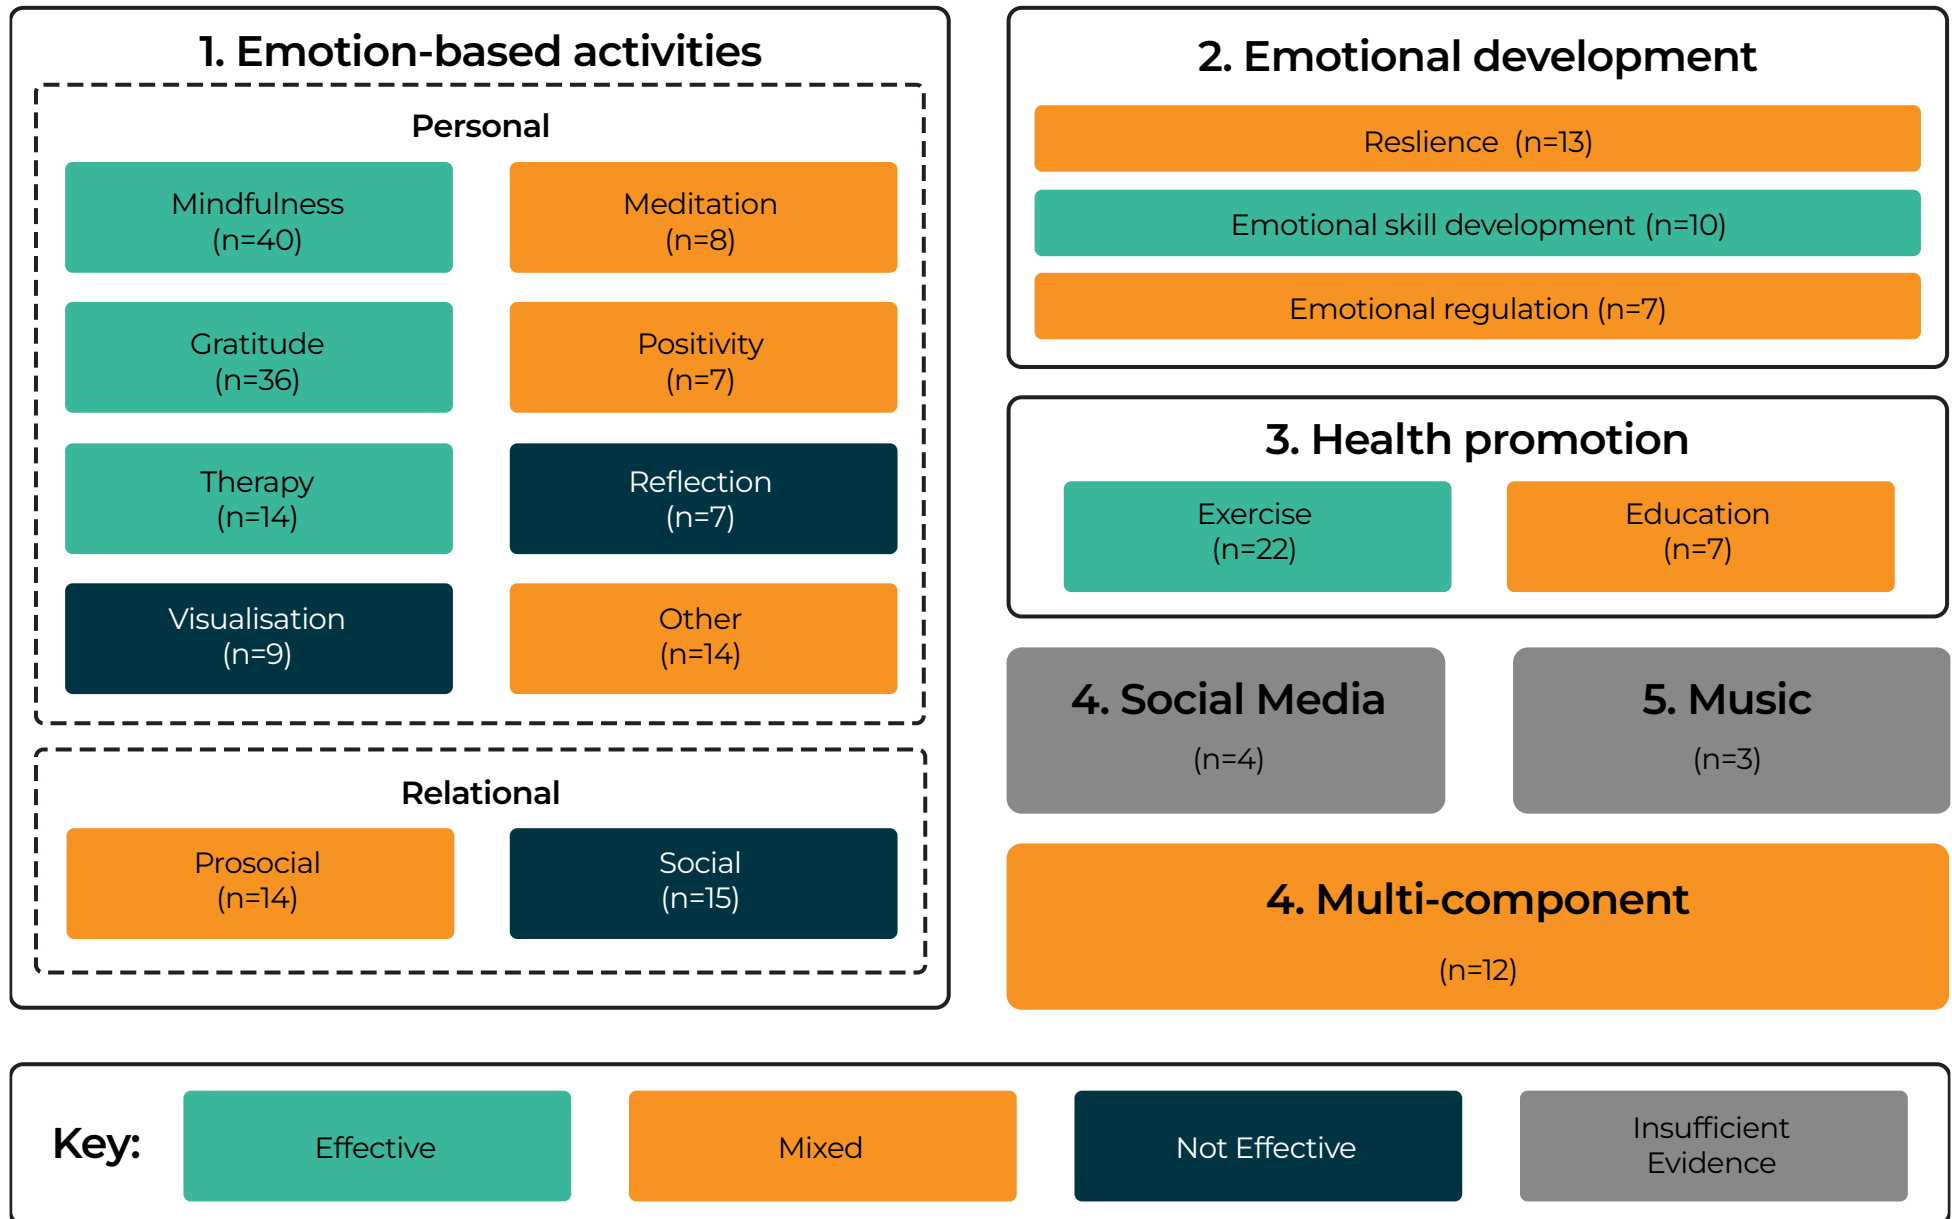 1. Emotion-based activities
Personal
Mindfulness
(n=40)
Meditation
(n=8)
Gratitude
(n=36)
Positivity
(n=7)
Therapy
(n=14)
Reflection
(n=7)
Visualisation
(n=9)
Other
(n=14)
Relational
Prosocial
(n=14)
Social
(n=15)
2. Emotional development
Reslience (n=13)
Emotional skill development (n=10)
Emotional regulation (n=7)
3. Health promotion
Exercise
(n=22)
Education
(n=7)
4. Social Media
(n=4)
5. Music
(n=3)
4. Multi-component
(n=12)
Key:
Effective
Mixed
Not Effective
Insufficient
Evidence